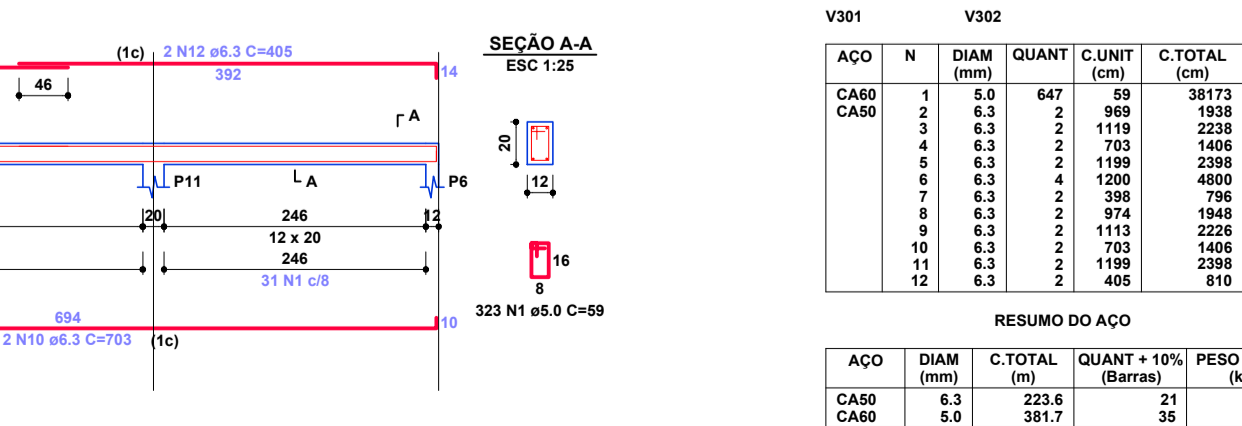 (1c) 2 N12 ø6.3 C=405
392
14
46
A
P11
A
P6
20
246
12
12 x 20
246
31 N1 c/8
694
10
2 N10 ø6.3 C=703 (1c)
SEÇÃO A-A
ESC 1:25
20
12
16
8
323 N1 ø5.0 C=59
V301 V302
AÇO N DIAM QUANT C.UNIT C.TOTAL
(mm) (cm) (cm)
CA60 1 5.0 647 59 38173
CA50 2 6.3 2 969 1938
3 6.3 2 1119 2238
4 6.3 2 703 1406
5 6.3 2 1199 2398
6 6.3 4 1200 4800
7 6.3 2 398 796
8 6.3 2 974 1948
9 6.3 2 1113 2226
10 6.3 2 703 1406
11 6.3 2 1199 2398
12 6.3 2 405 810
RESUMO DO AÇO
AÇO DIAM C.TOTAL QUANT + 10% PESO
(mm) (m) (Barras) (k
CA50 6.3 223.6 21
CA60 5.0 381.7 35